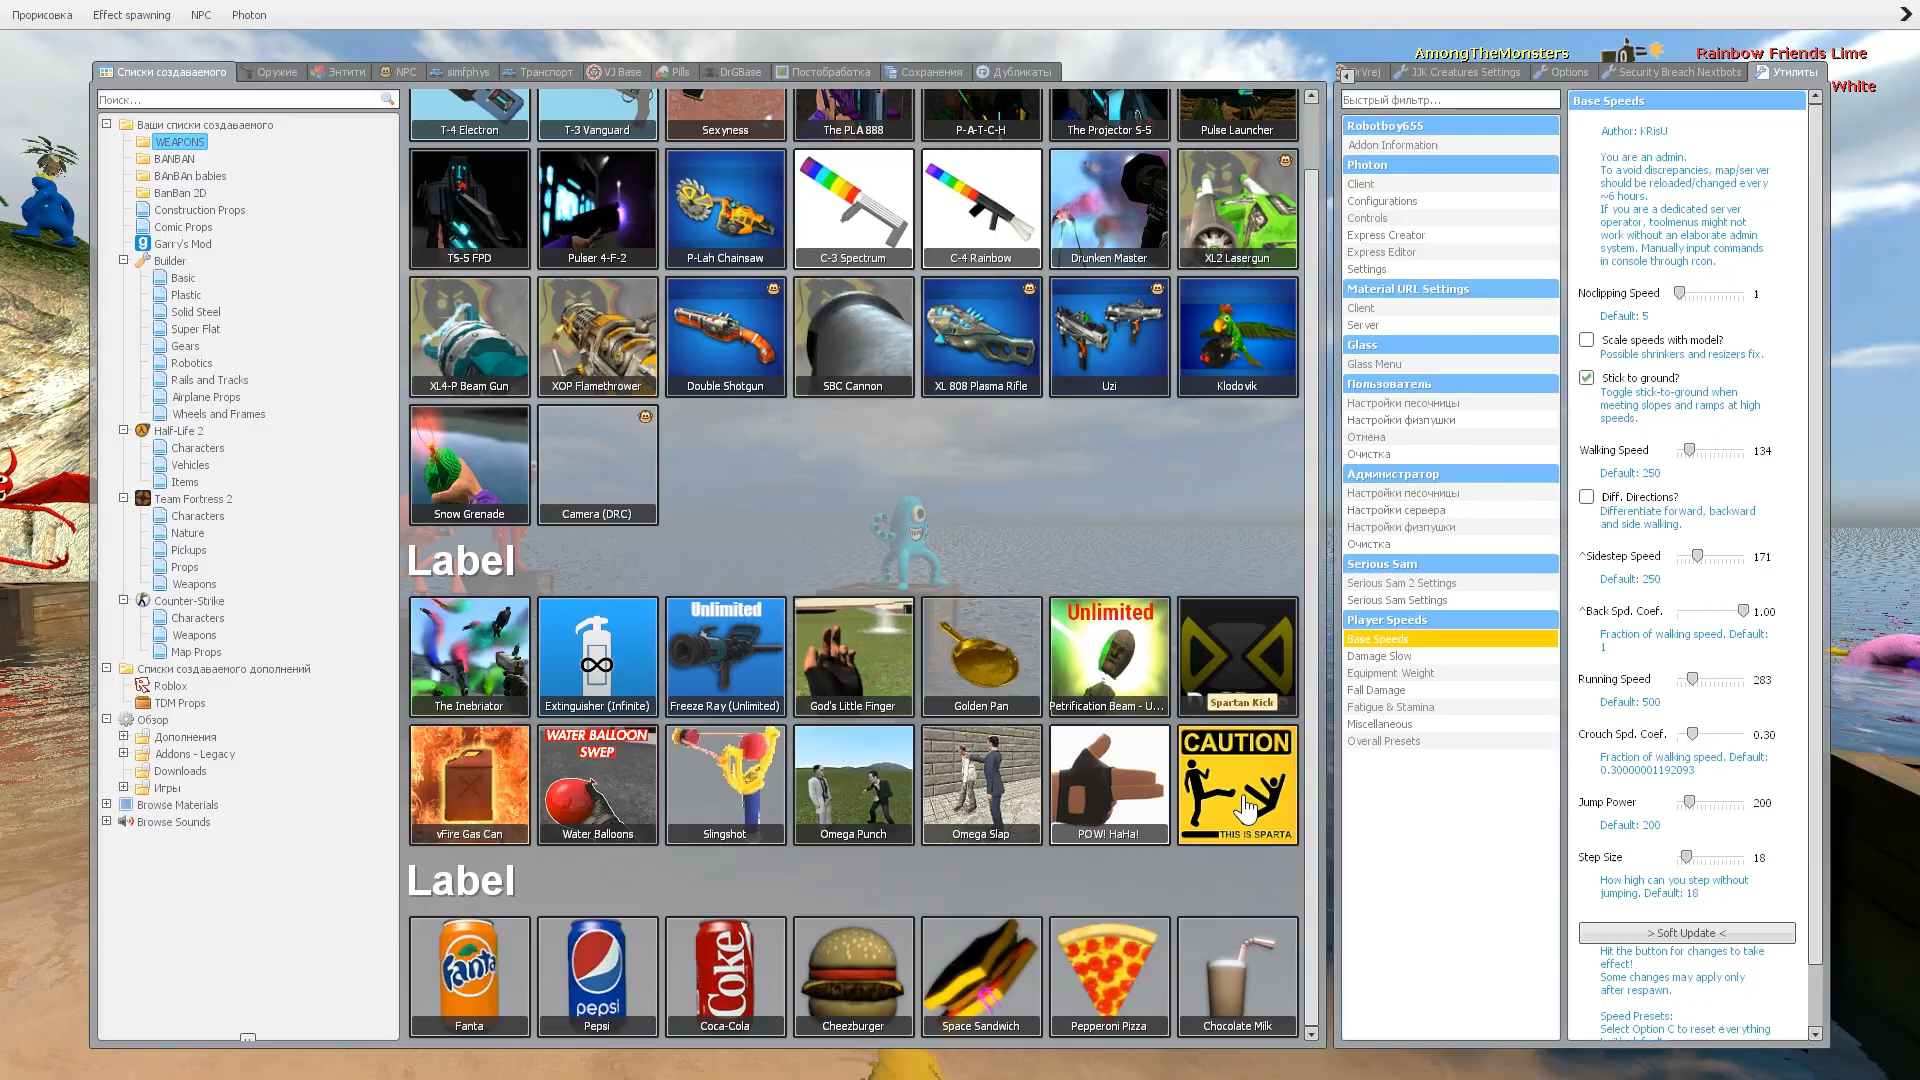 Прорисовка Effect spawning NPC Photon
AmongTheMonsters
Rainbow Friends Lime
White
Списки создаваемого Оружие Энтити NPC simfphys Транспорт VJ Base Pills DrGBase Постобработка Сохранения Дубликаты
Поиск...
Ваши списки создаваемого
WEAPONS
BANBAN
BAnBAn babies
BanBan 2D
Construction Props
Comic Props
Garry's Mod
Builder
Basic
Plastic
Solid Steel
Super Flat
Gears
Robotics
Rails and Tracks
Airplane Props
Wheels and Frames
Half-Life 2
Characters
Vehicles
Items
Team Fortress 2
Characters
Nature
Pickups
Props
Weapons
Counter-Strike
Characters
Weapons
Map Props
Списки создаваемого дополнений
Roblox
TDM Props
Обзор
Дополнения
Addons - Legacy
Downloads
Игры
Browse Materials
Browse Sounds
T-4 Electron T-3 Vanguard Sexyness The PLA 888 P-A-T-C-H The Projector S-5 Pulse Launcher
TS-5 FPD Pulser 4-F-2 P-Lah Chainsaw C-3 Spectrum C-4 Rainbow Drunken Master XL2 Lasergun
XL4-P Beam Gun XOP Flamethrower Double Shotgun SBC Cannon XL 808 Plasma Rifle Uzi Klodovik
Snow Grenade Camera (DRC)
Label
Unlimited
Unlimited
The Inebriator Extinguisher (Infinite) Freeze Ray (Unlimited) God's Little Finger Golden Pan Petrification Beam - U... Spartan Kick
WATER BALLOON
SWEP
CAUTION
vFire Gas Can Water Balloons Slingshot Omega Punch Omega Slap POW! HaHa! THIS IS SPARTA
Label
Fanta
pepsi
Coke
Fanta Pepsi Coca-Cola Cheezburger Space Sandwich Pepperoni Pizza Chocolate Milk
JJK Creatures Settings Options Security Breach Nextbots Утилиты
Быстрый фильтр...
Robotboy655
Addon Information
Photon
Client
Configurations
Controls
Express Creator
Express Editor
Settings
Material URL Settings
Client
Server
Glass
Glass Menu
Пользователь
Настройки песочницы
Настройки физпушки
Отмена
Очистка
Администратор
Настройки песочницы
Настройки сервера
Настройки физпушки
Очистка
Serious Sam
Serious Sam 2 Settings
Serious Sam Settings
Player Speeds
Base Speeds
Damage Slow
Equipment Weight
Fall Damage
Fatigue & Stamina
Miscellaneous
Overall Presets
Base Speeds
Author: KRisU
You are an admin.
To avoid discrepancies, map/server
should be reloaded/changed every
~6 hours.
If you are a dedicated server
operator, toolmenus might not
work without an elaborate admin
system. Manually input commands
in console through rcon.
Noclipping Speed 1
Default: 5
Scale speeds with model?
Possible shrinkers and resizers fix.
Stick to ground?
Toggle stick-to-ground when
meeting slopes and ramps at high
speeds.
Walking Speed 134
Default: 250
Diff. Directions?
Differentiate forward, backward
and side walking.
^Sidestep Speed 171
Default: 250
^Back Spd. Coef. 1.00
Fraction of walking speed. Default:
1
Running Speed 283
Default: 500
Crouch Spd. Coef. 0.30
Fraction of walking speed. Default:
0.30000001192093
Jump Power 200
Default: 200
Step Size 18
How high can you step without
jumping. Default: 18
> Soft Update <
Hit the button for changes to take
effect!
Some changes may apply only
after respawn.
Speed Presets:
Select Option C to reset everything